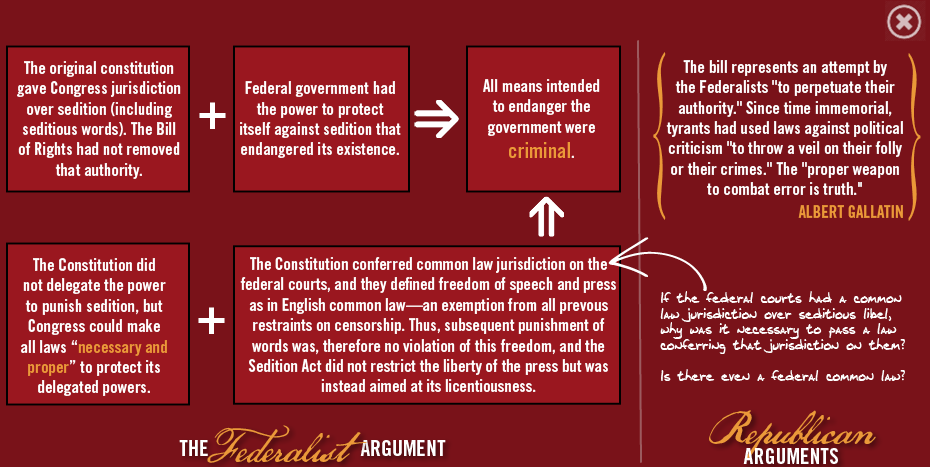 The original constitution
gave Congress jurisdiction
over sedition (including
seditious words). The Bill
of Rights had not removed
that authority.
+
Federal government had
the power to protect
itself against sedition that
endangered its existence.
All means intended
to endanger the
government were
criminal.
The Constitution did
not delegate the power
to punish sedition, but
Congress could make
all laws “necessary and
proper” to protect its
delegated powers.
+
The Constitution conferred common law jurisdiction on the
federal courts, and they defined freedom of speech and press
as in English common law—an exemption from all prevous
restraints on censorship. Thus, subsequent punishment of
words was, therefore no violation of this freedom, and the
Sedition Act did not restrict the liberty of the press but was
instead aimed at its licentiousness.
THE Federalist ARGUMENT
The bill represents an attempt by
the Federalists "to perpetuate their
authority." Since time immemorial,
tyrants had used laws against political
criticism "to throw a veil on their folly
or their crimes." The "proper weapon
to combat error is truth."
ALBERT GALLATIN
If the federal courts had a common
law jurisdiction over seditious libel,
why was it necessary to pass a law
conferring that jurisdiction on them?
Is there even a federal common law?
Republican
ARGUMENTS